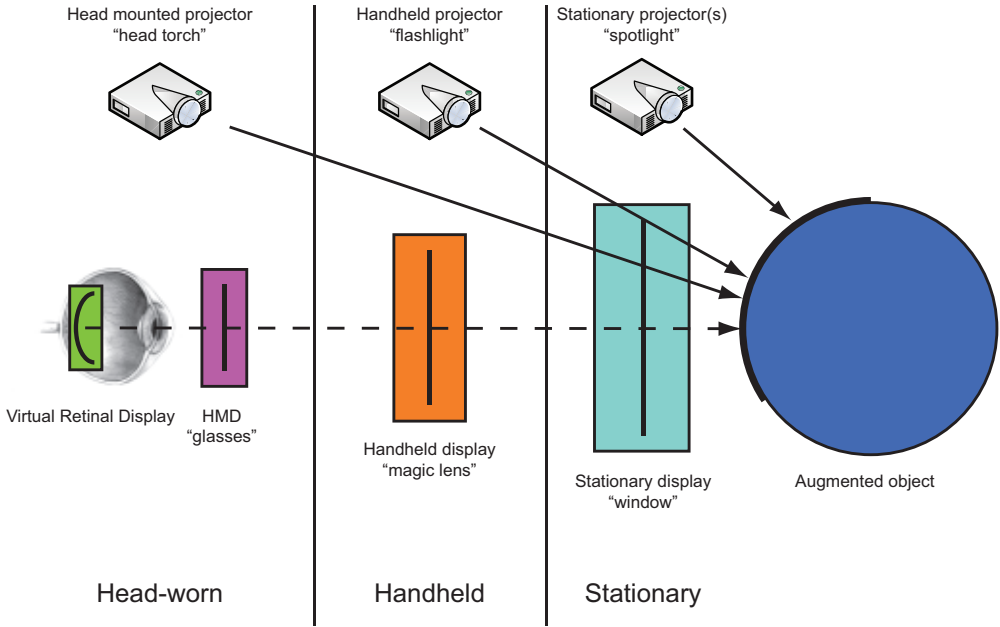 Head mounted projector
“head torch”
Handheld projector
“flashlight”
Stationary projector(s)
“spotlight”
Virtual Retinal Display
HMD
“glasses”
Handheld display
“magic lens”
Stationary display
“window”
Augmented object
Head-worn
Handheld
Stationary